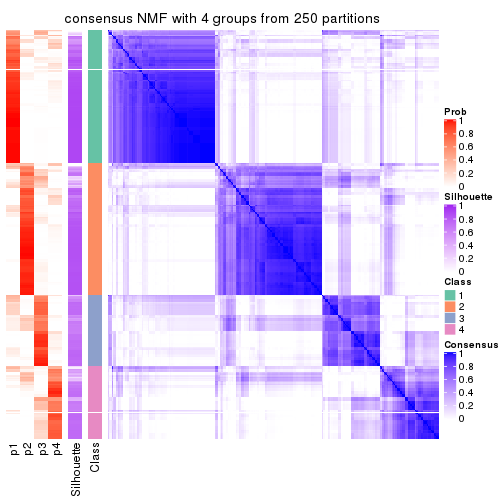 consensus NMF with 4 groups from 250 partitions
Prob
1
0.8
0.6
0.4
0.2
0
Silhouette
1
0.8
0.6
0.4
0.2
0
Class
1
2
3
4
Consensus
1
0.8
0.6
0.4
0.2
0
p1
p2
p3
p4
Silhouette
Class